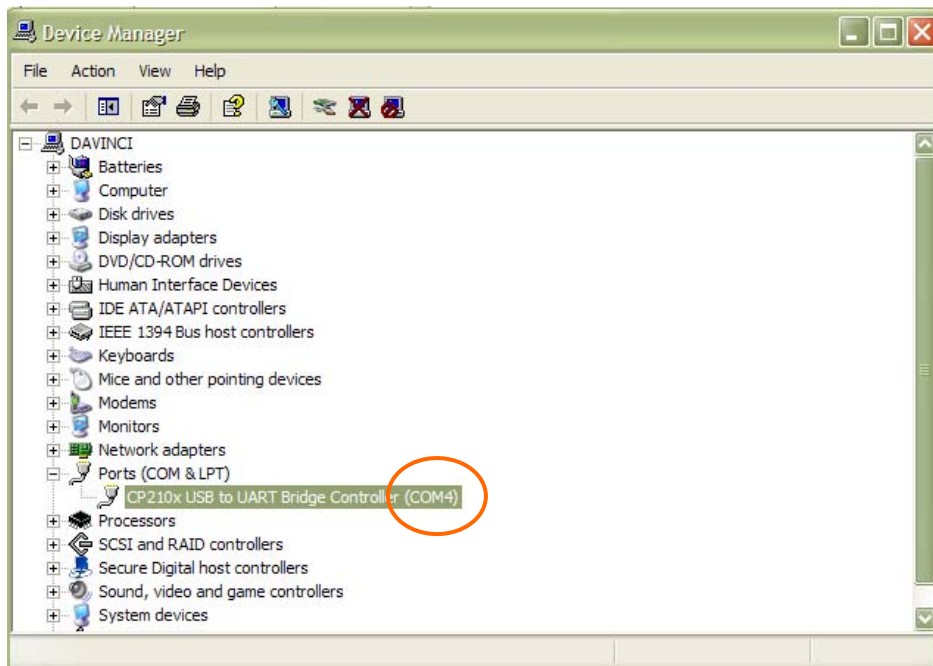 Device Manager
File Action View Help
DAVINCI
Batteries
Computer
Disk drives
Display adapters
DVD/CD-ROM drives
Human Interface Devices
IDE ATA/ATAPI controllers
IEEE 1394 Bus host controllers
Keyboards
Mice and other pointing devices
Modems
Monitors
Network adapters
Ports (COM & LPT)
CP210x USB to UART Bridge Controller (COM4)
Processors
SCSI and RAID controllers
Secure Digital host controllers
Sound, video and game controllers
System devices